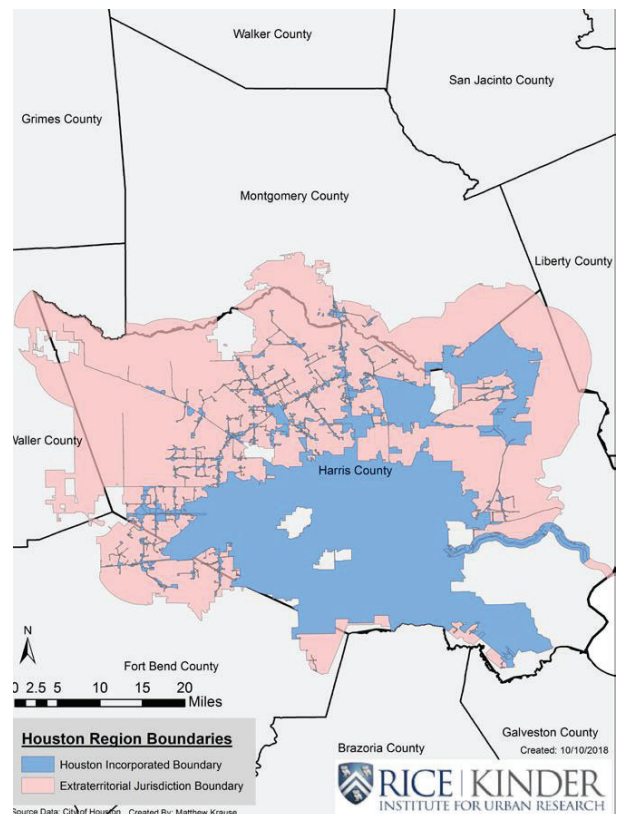 Walker County
San Jacinto County
Grimes County
Montgomery County
Liberty County
Waller County
Harris County
N
Fort Bend County
0 2.5 5 10 15 20
Miles
Galveston County
Brazoria County
Created: 10/10/2018
Houston Region Boundaries
Houston Incorporated Boundary
Extraterritorial Jurisdiction Boundary
RICE | KINDER
INSTITUTE FOR URBAN RESEARCH
Source Data: City of Houston Created By: Matthew Krause